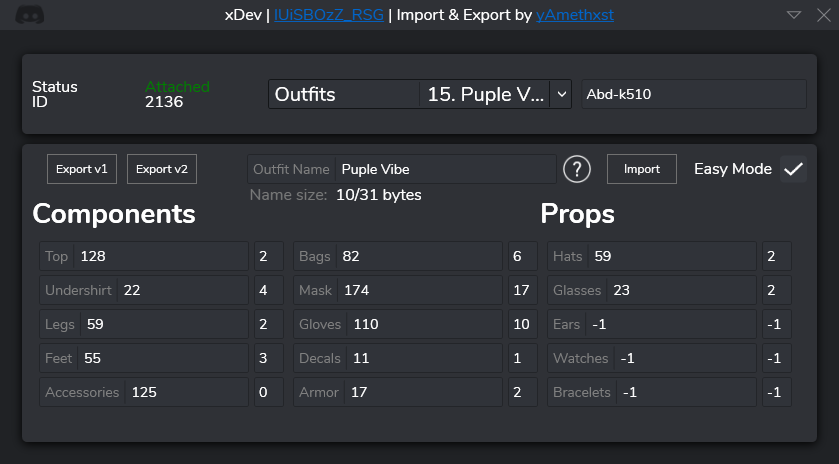 xDev | IUiSBOzZ_RSG | Import & Export by yAmethxst
Status Attached
ID 2136
Outfits 15. Puple V... Abd-k510
Export v1 Export v2 Outfit Name Puple Vibe ? Import Easy Mode
Name size: 10/31 bytes
Components Props
Top 128 2 Bags 82 6 Hats 59 2
Undershirt 22 4 Mask 174 17 Glasses 23 2
Legs 59 2 Gloves 110 10 Ears -1 -1
Feet 55 3 Decals 11 1 Watches -1 -1
Accessories 125 0 Armor 17 2 Bracelets -1 -1